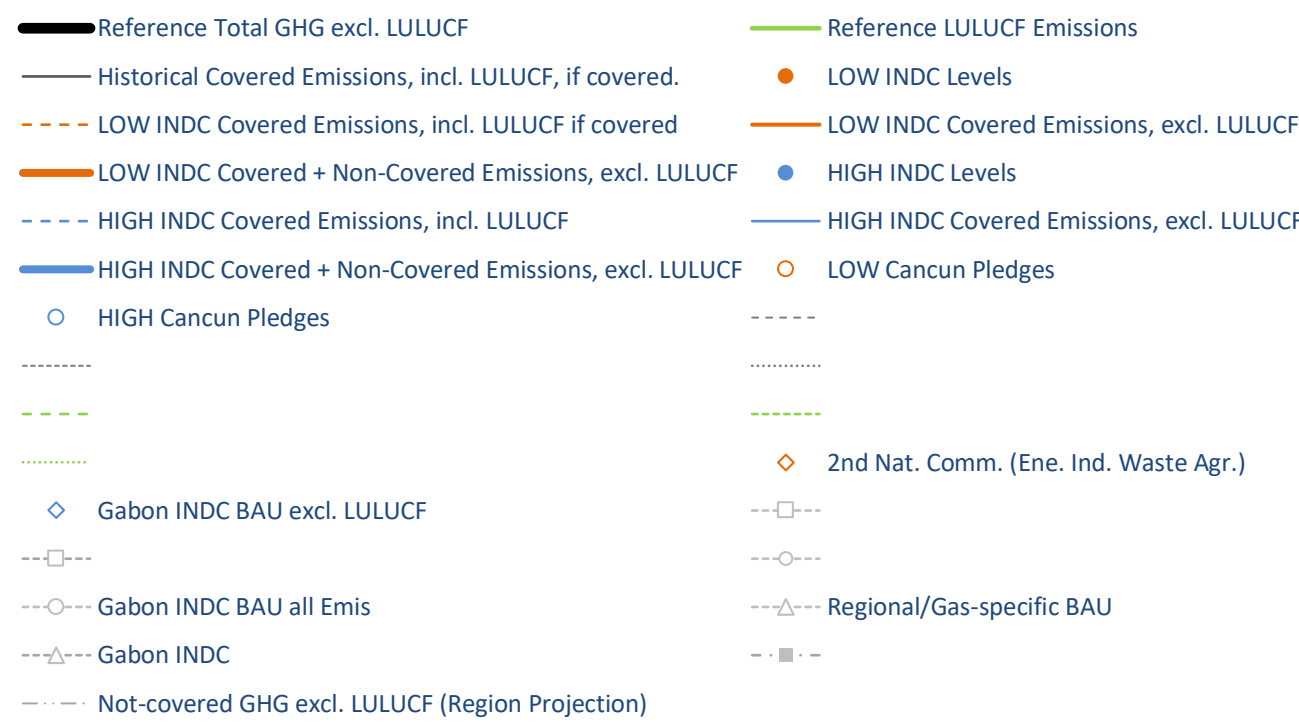 Reference Total GHG excl. LULUCF
Reference LULUCF Emissions
Historical Covered Emissions, incl. LULUCF, if covered.
LOW INDC Levels
LOW INDC Covered Emissions, incl. LULUCF if covered
LOW INDC Covered Emissions, excl. LULUCF
LOW INDC Covered + Non-Covered Emissions, excl. LULUCF
HIGH INDC Levels
HIGH INDC Covered Emissions, incl. LULUCF
HIGH INDC Covered Emissions, excl. LULUCF
HIGH INDC Covered + Non-Covered Emissions, excl. LULUCF
LOW Cancun Pledges
HIGH Cancun Pledges
2nd Nat. Comm. (Ene. Ind. Waste Agr.)
Gabon INDC BAU excl. LULUCF
Gabon INDC BAU all Emis
Regional/Gas-specific BAU
Gabon INDC
Not-covered GHG excl. LULUCF (Region Projection)